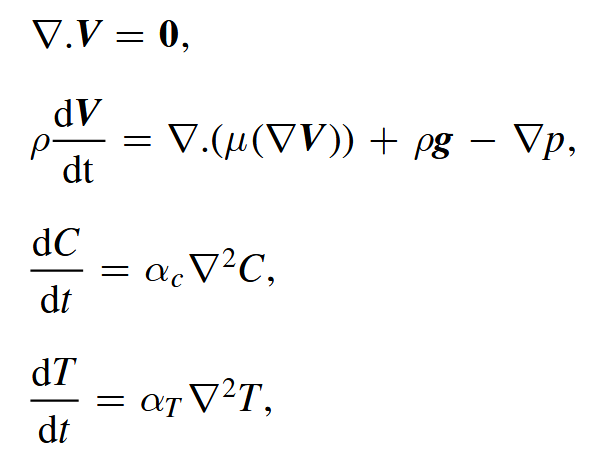 ∇.V = 0,
ρ dV/dt = ∇.(μ(∇V)) + ρg − ∇p,
dC/dt = α_c ∇²C,
dT/dt = α_T ∇²T,